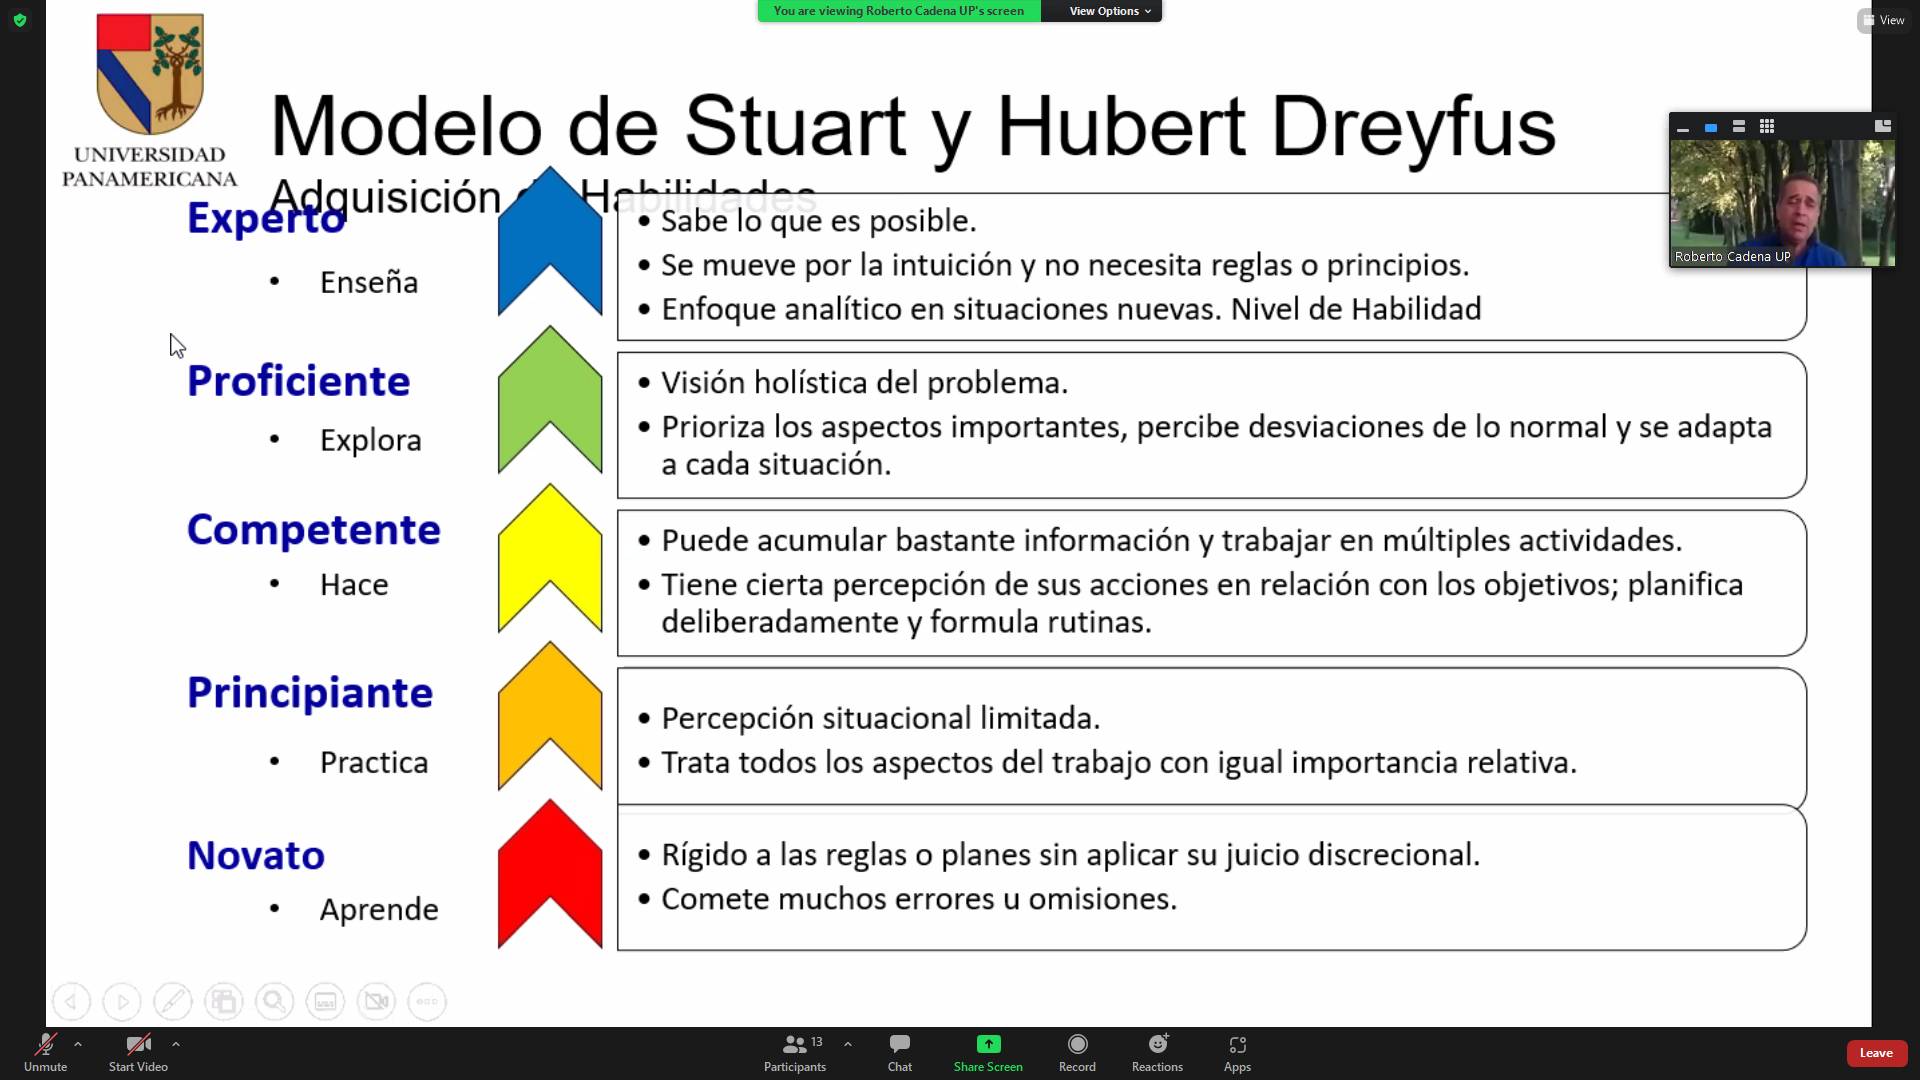 You are viewing Roberto Cadena UP's screen
View Options
View
UNIVERSIDAD
PANAMERICANA
Modelo de Stuart y Hubert Dreyfus
Adquisición Habilidades
Roberto Cadena UP
Experto
• Enseña
• Sabe lo que es posible.
• Se mueve por la intuición y no necesita reglas o principios.
• Enfoque analítico en situaciones nuevas. Nivel de Habilidad
Proficiente
• Explora
• Visión holística del problema.
• Prioriza los aspectos importantes, percibe desviaciones de lo normal y se adapta
a cada situación.
Competente
• Hace
• Puede acumular bastante información y trabajar en múltiples actividades.
• Tiene cierta percepción de sus acciones en relación con los objetivos; planifica
deliberadamente y formula rutinas.
Principiante
• Practica
• Percepción situacional limitada.
• Trata todos los aspectos del trabajo con igual importancia relativa.
Novato
• Aprende
• Rígido a las reglas o planes sin aplicar su juicio discrecional.
• Comete muchos errores u omisiones.
Unmute
Start Video
13
Participants
Chat
Share Screen
Record
Reactions
Apps
Leave